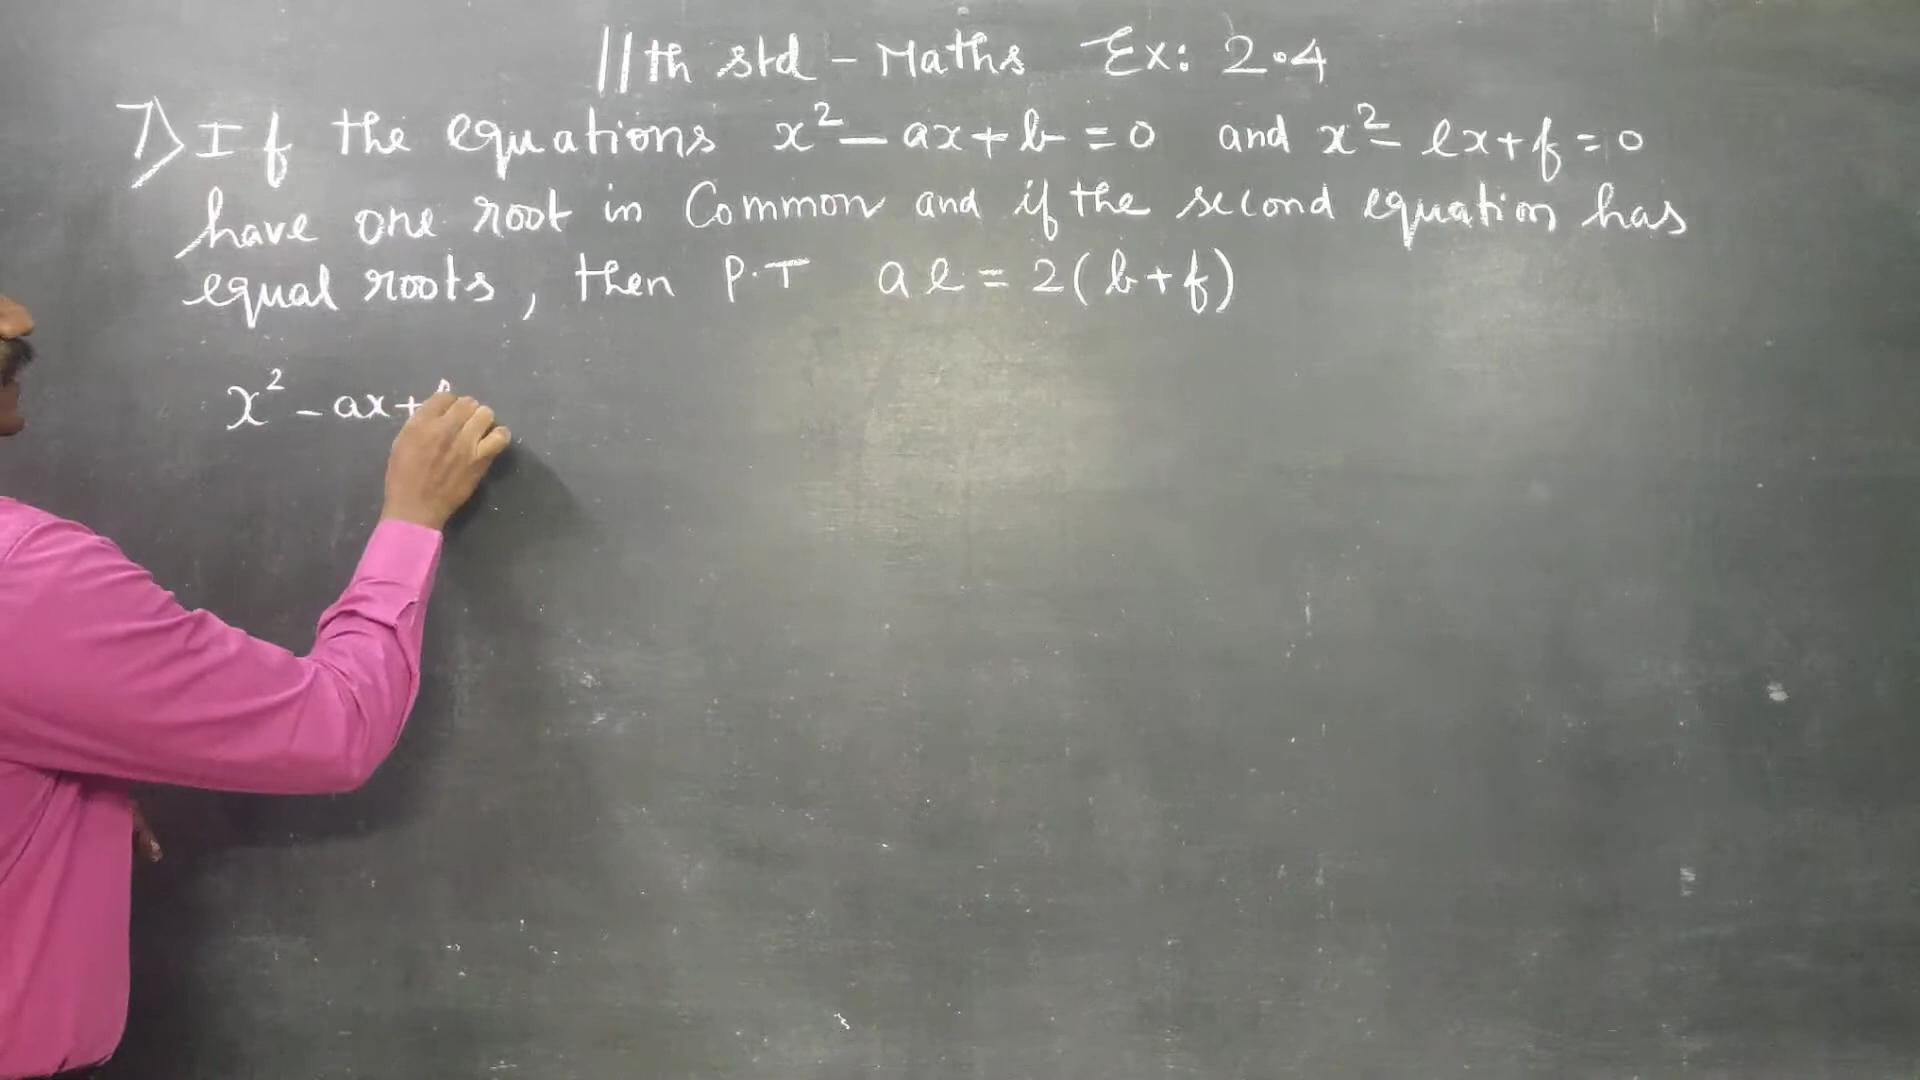 11th std - Maths Ex: 2.4
7) If the equations x² - ax + b = 0 and x² - ex + f = 0
have one root in Common and if the second equation has
equal roots, then P.T ae = 2(b+f)
x² - ax +